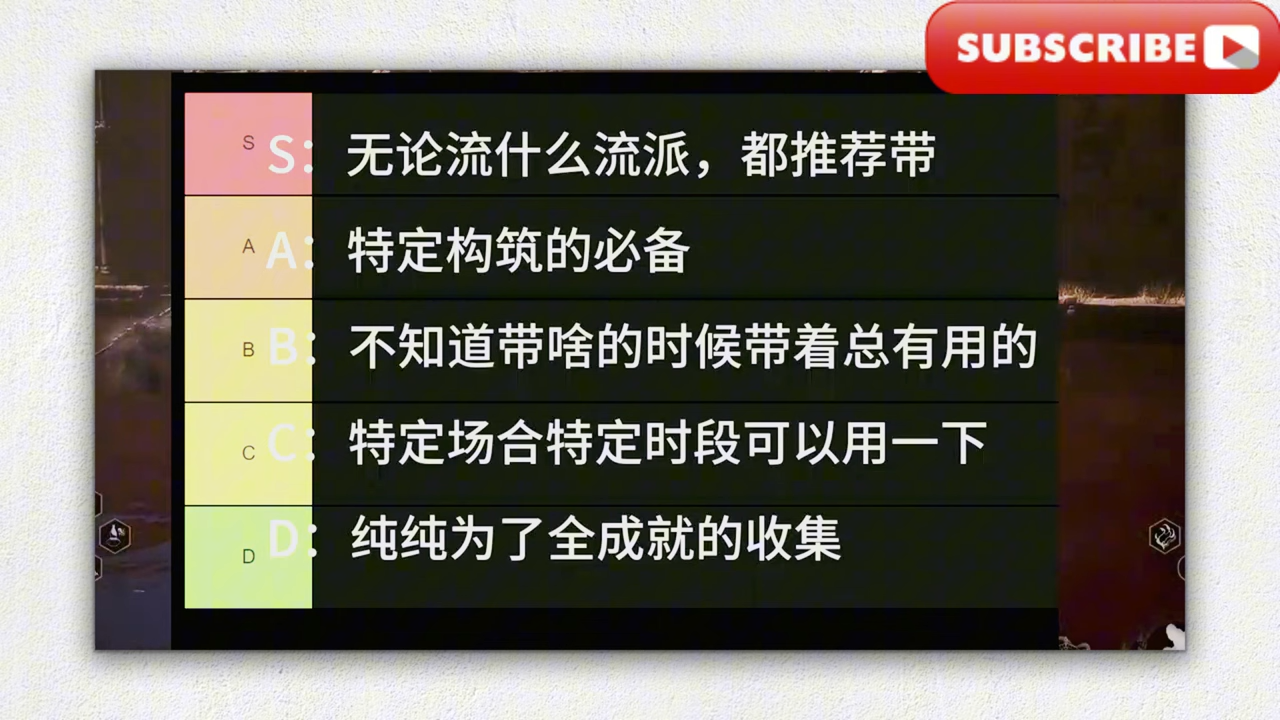 SUBSCRIBE
S S：无论流什么流派，都推荐带
A A：特定构筑的必备
B B：不知道带啥的时候带着总有用的
C C：特定场合特定时段可以用一下
D D：纯纯为了全成就的收集